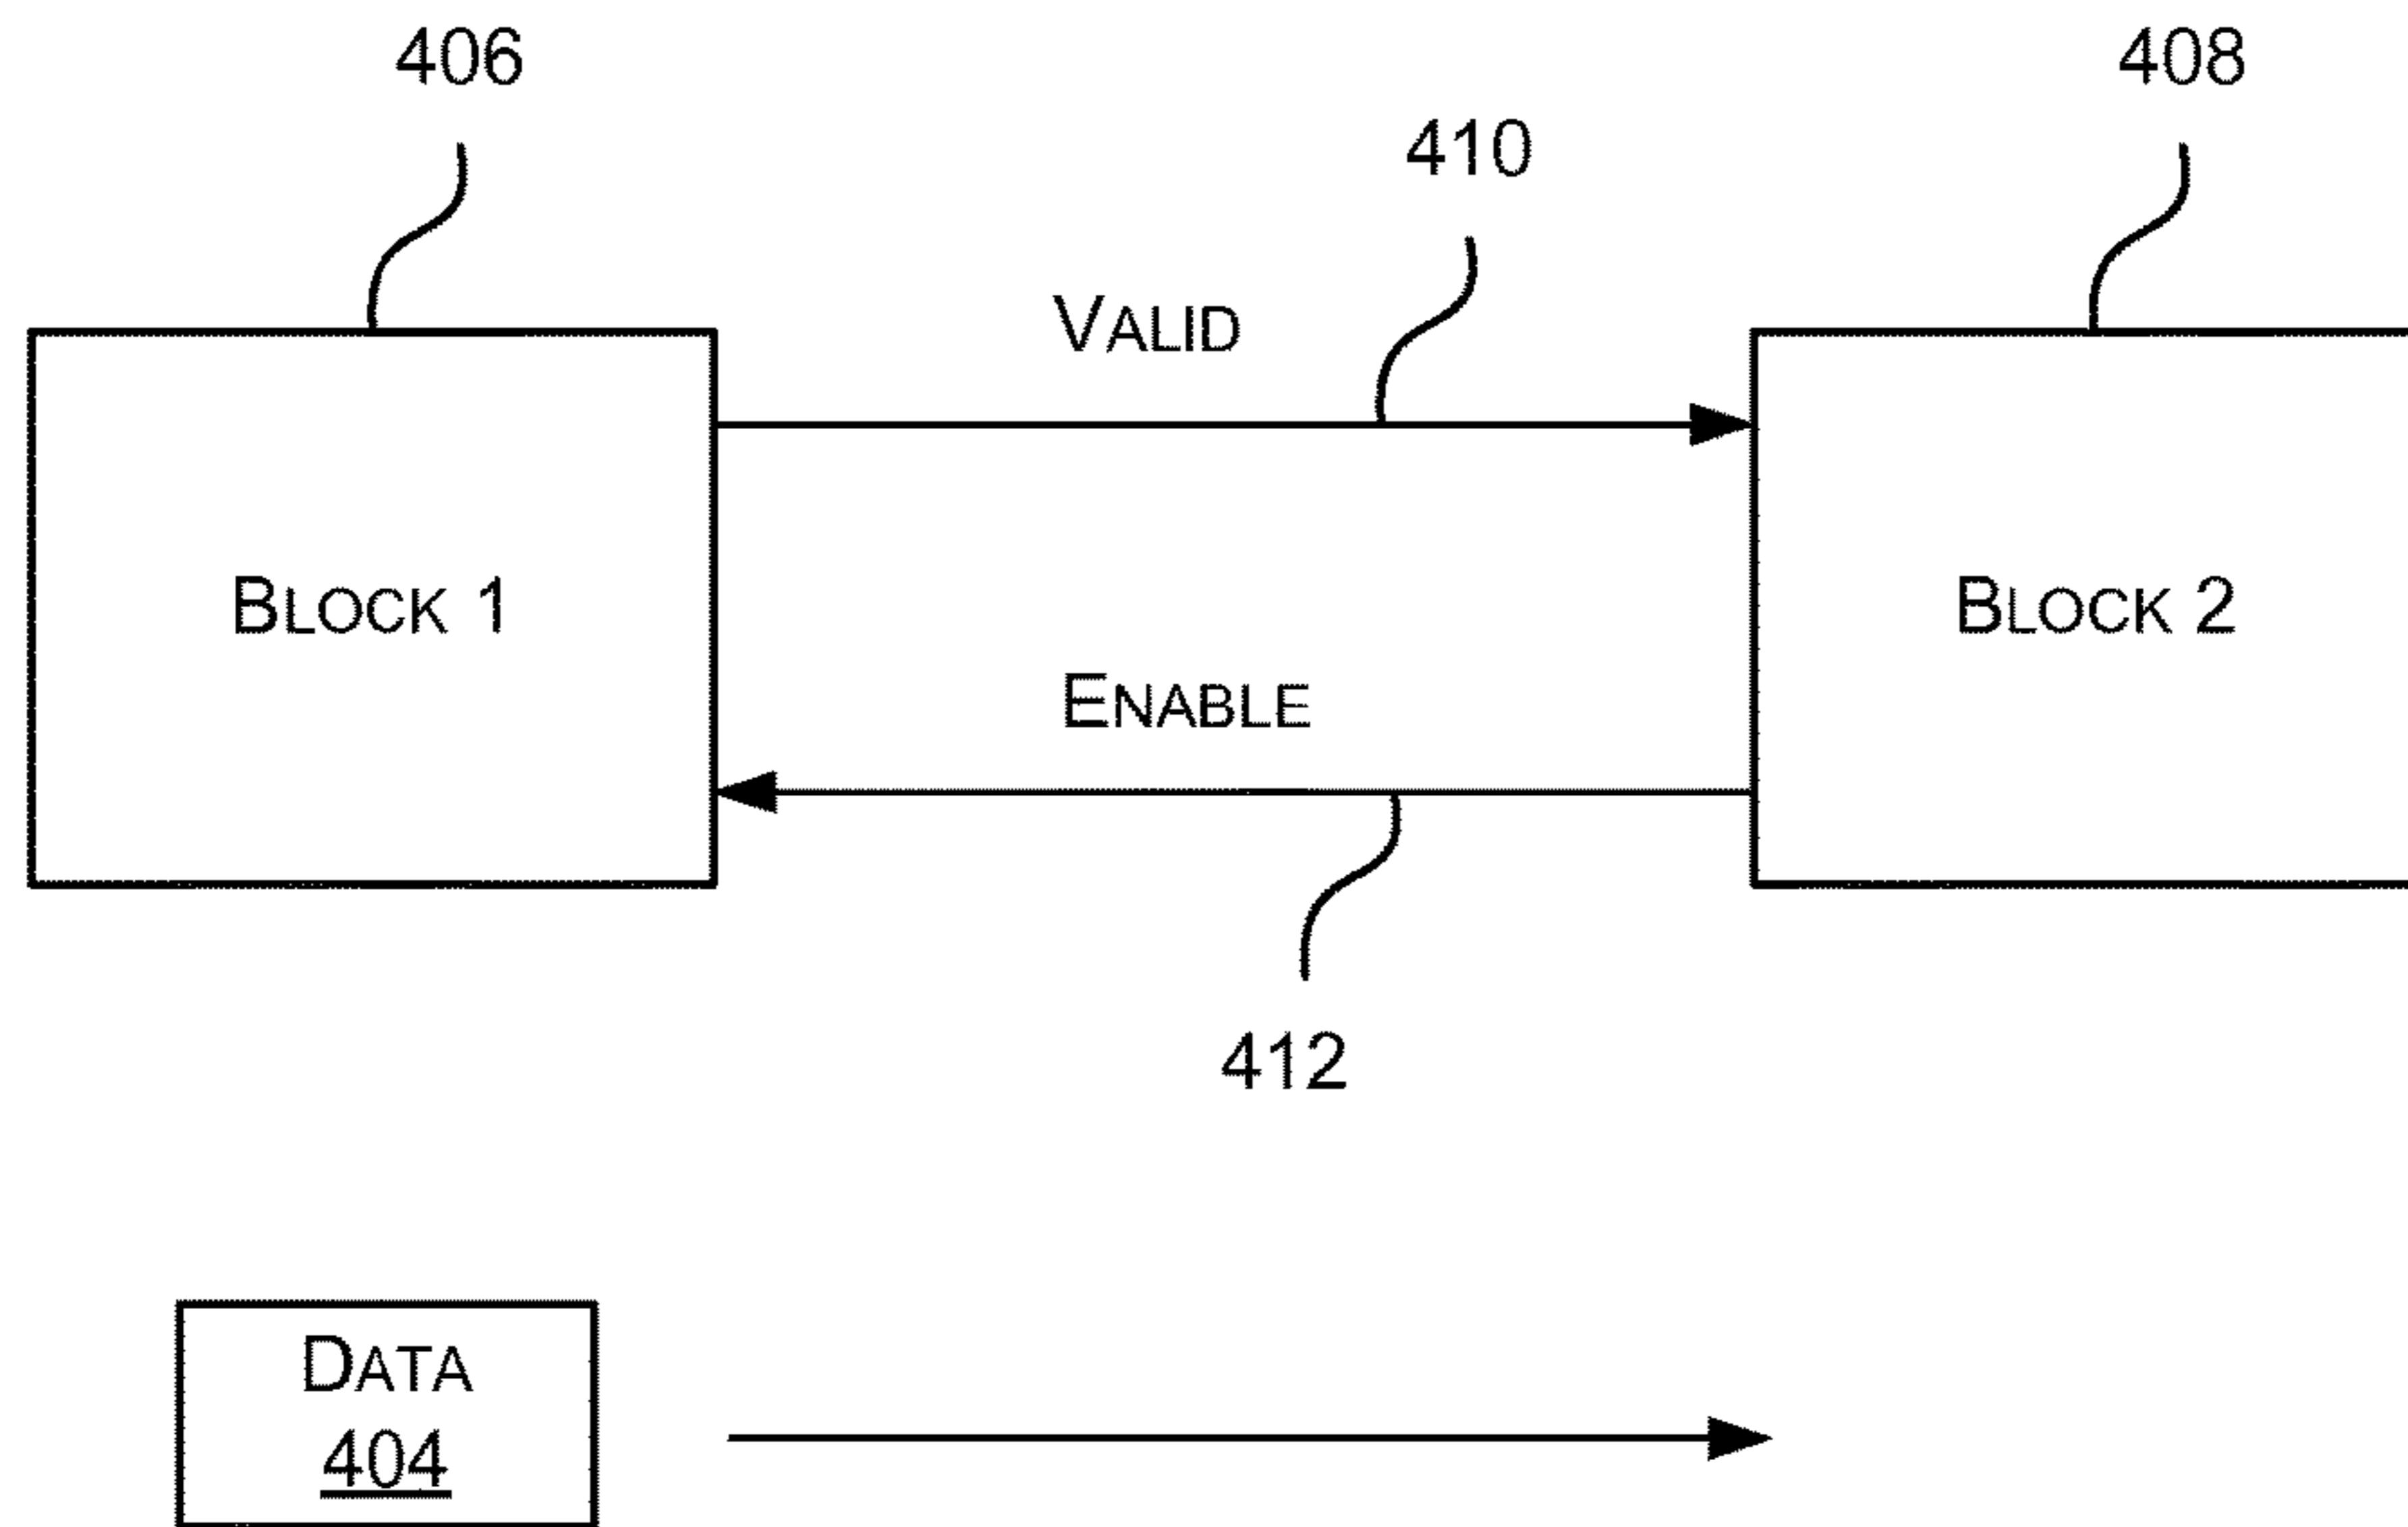 406
408
410
VALID
BLOCK 1
BLOCK 2
ENABLE
412
DATA
404